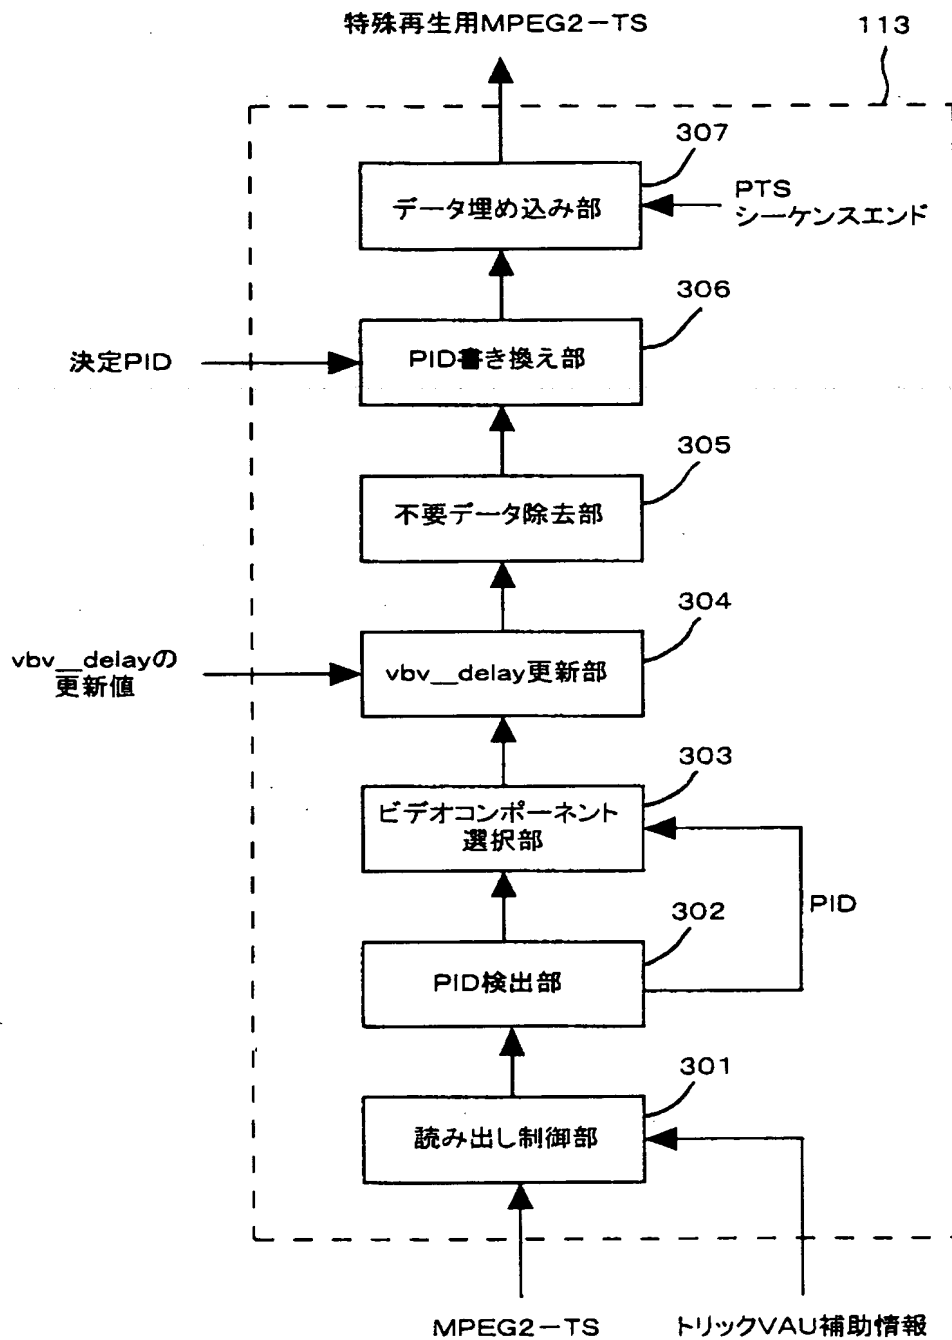 特殊再生用MPEG2－TS
113
307
データ埋め込み部
PTS
シーケンスエンド
306
決定PID
PID書き換え部
305
不要データ除去部
304
vbv__delayの
更新値
vbv__delay更新部
303
ビデオコンポーネント
選択部
PID
302
PID検出部
301
読み出し制御部
MPEG2－TS
トリックVAU補助情報